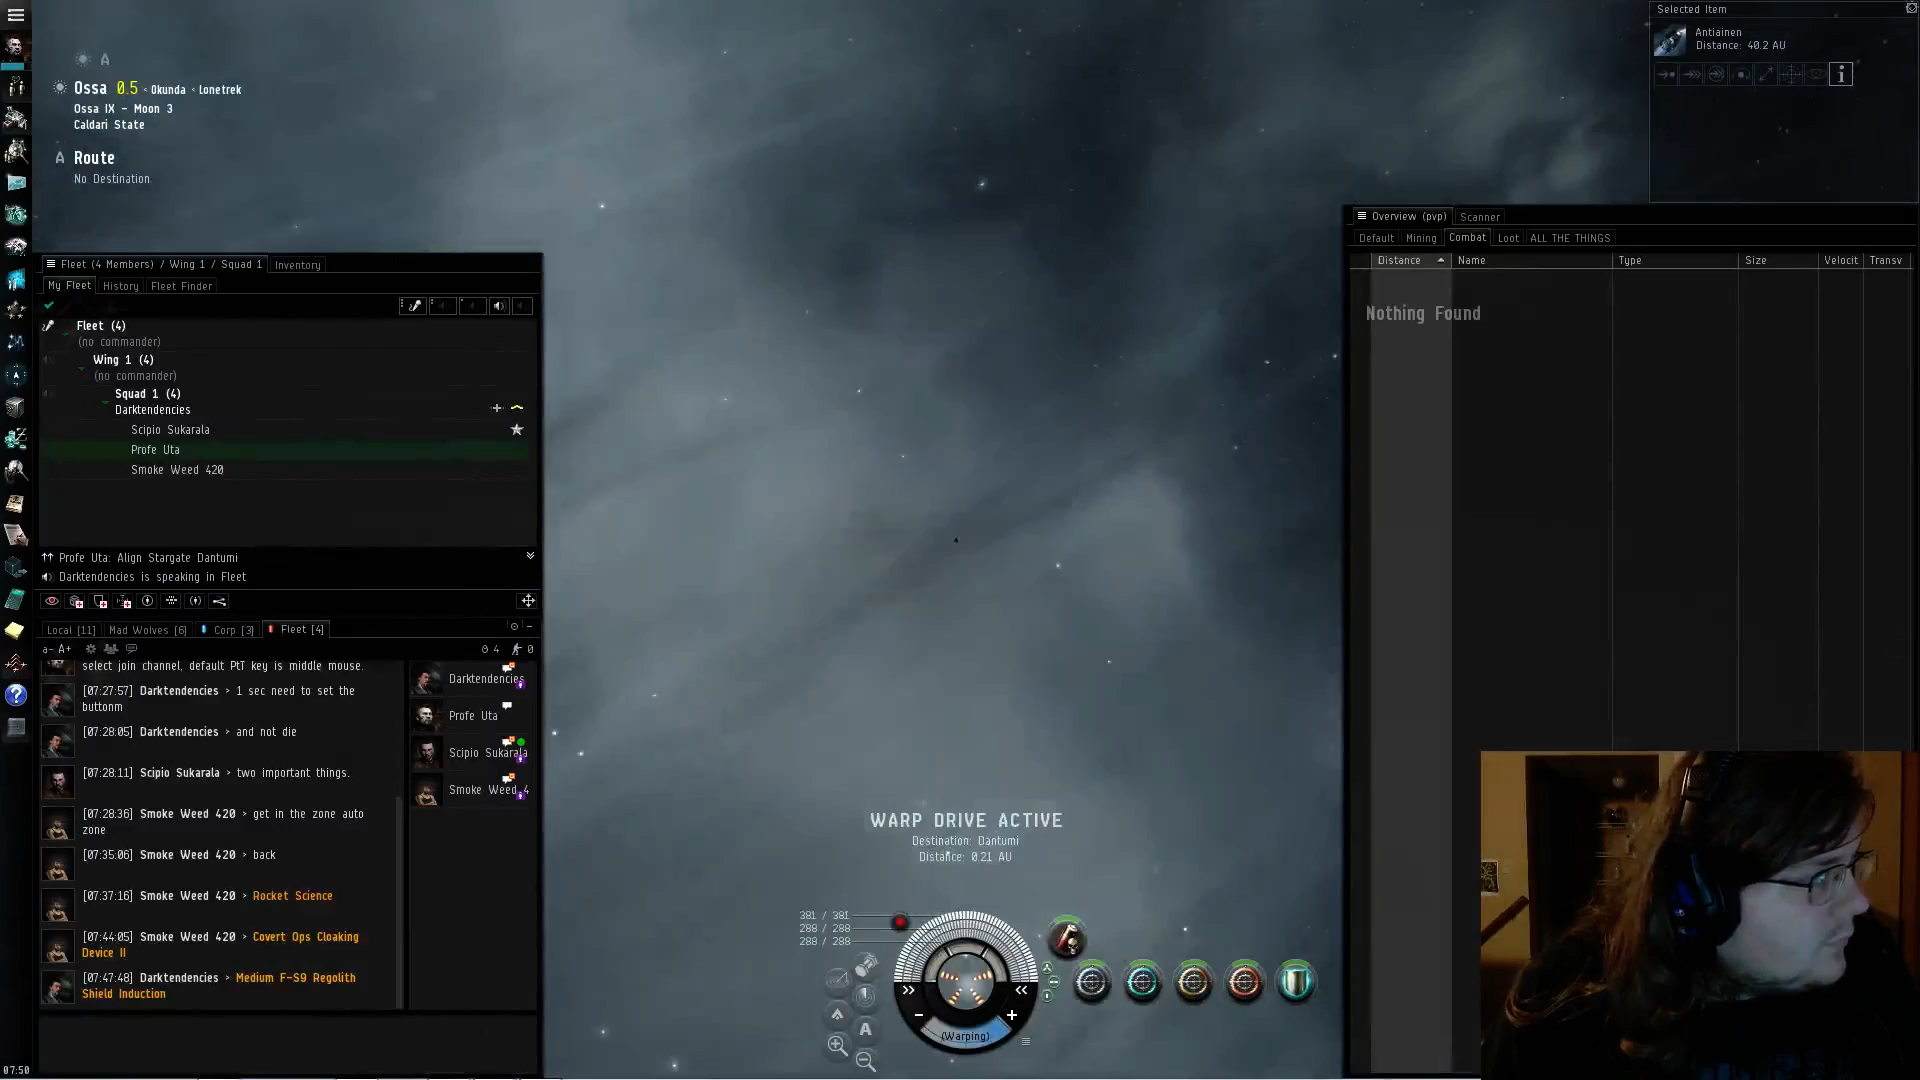 A
Ossa 0.5 < Okunda < Lonetrek
Ossa IX - Moon 3
Caldari State
A Route
No Destination
Fleet (4 Members) / Wing 1 / Squad 1
Inventory
My Fleet
History
Fleet Finder
Fleet (4)
(no commander)
Wing 1 (4)
(no commander)
Squad 1 (4)
Darktendencies
Scipio Sukarala
Profe Uta
Smoke Weed 420
Profe Uta: Align Stargate Dantumi
Darktendencies is speaking in Fleet
Local [11]
Mad Wolves [6]
Corp [3]
Fleet [4]
a- A+
4
0
select join channel, default PtT key is middle mouse.
[07:27:57] Darktendencies > 1 sec need to set the
buttonm
[07:28:05] Darktendencies > and not die
[07:28:11] Scipio Sukarala > two important things.
[07:28:36] Smoke Weed 420 > get in the zone auto
zone
[07:35:06] Smoke Weed 420 > back
[07:37:16] Smoke Weed 420 > Rocket Science
[07:44:05] Smoke Weed 420 > Covert Ops Cloaking
Device II
[07:47:48] Darktendencies > Medium F-S9 Regolith
Shield Induction
Darktendencies
Profe Uta
Scipio Sukarala
Smoke Weed 4
07:50
WARP DRIVE ACTIVE
Destination: Dantumi
Distance: 0.21 AU
381 / 381
288 / 288
288 / 288
A
(Warping)
Selected Item
Antiainen
Distance: 40.2 AU
Overview (pvp)
Scanner
Default
Mining
Combat
Loot
ALL THE THINGS
Distance
Name
Type
Size
Velocit
Transv
Nothing Found